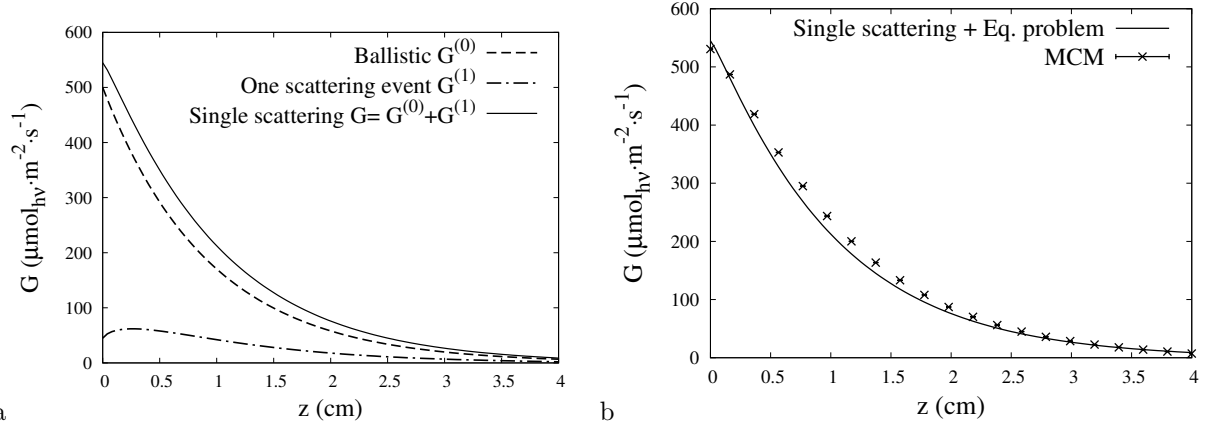 600
500
400
300
200
100
0
0 0.5 1 1.5 2 2.5 3 3.5 4
G (μmol_hν·m⁻²·s⁻¹)
z (cm)
Ballistic G⁽⁰⁾
One scattering event G⁽¹⁾
Single scattering G= G⁽⁰⁾+G⁽¹⁾
a
600
500
400
300
200
100
0
0 0.5 1 1.5 2 2.5 3 3.5 4
G (μmol_hν·m⁻²·s⁻¹)
z (cm)
Single scattering + Eq. problem
MCM
b